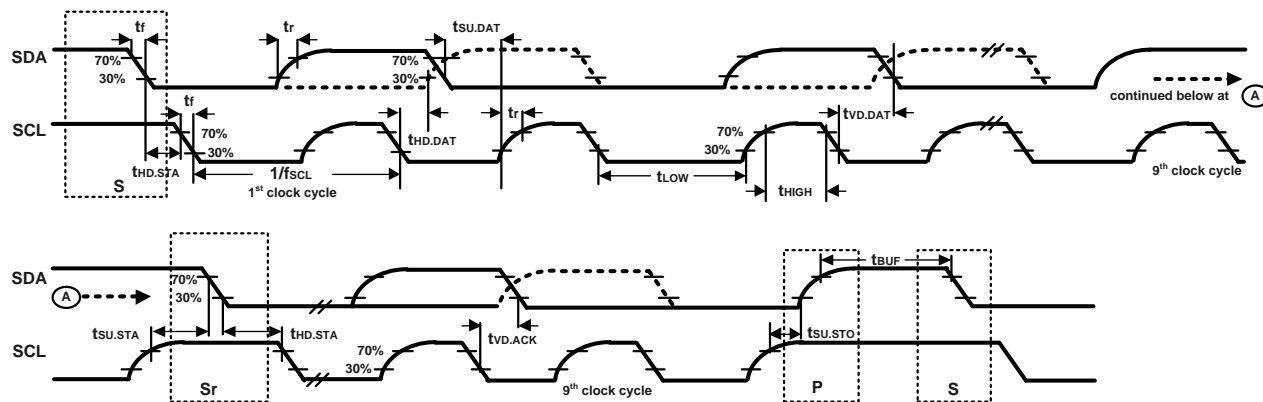 tf
tr
tSU.DAT
SDA
70%
30%
70%
30%
continued below at A
tf
tr
tHD.DAT
tVD.DAT
SCL
70%
30%
70%
30%
tHD.STA
1/fSCL
1st clock cycle
tLOW
tHIGH
9th clock cycle
S
SDA
70%
30%
A
tBUF
tSU.STA
tHD.STA
tVD.ACK
tSU.STO
SCL
70%
30%
9th clock cycle
Sr
P
S